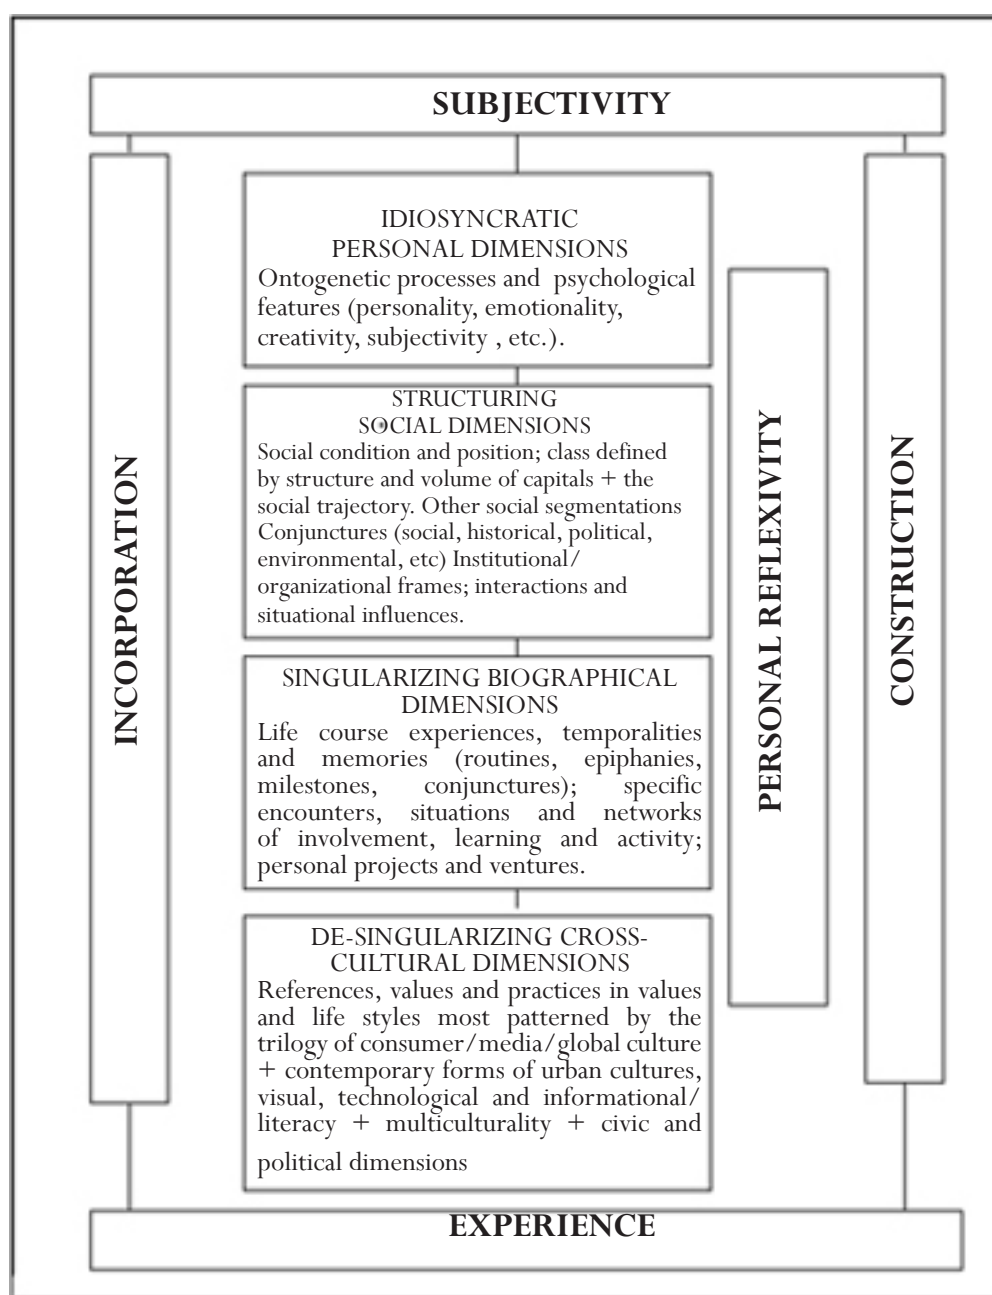 SUBJECTIVITY
INCORPORATION
IDIOSYNCRATIC
PERSONAL DIMENSIONS
Ontogenetic processes and psychological
features (personality, emotionality,
creativity, subjectivity , etc.).
STRUCTURING
SOCIAL DIMENSIONS
Social condition and position; class defined
by structure and volume of capitals + the
social trajectory. Other social segmentations
Conjunctures (social, historical, political,
environmental, etc) Institutional/
organizational frames; interactions and
situational influences.
SINGULARIZING BIOGRAPHICAL
DIMENSIONS
Life course experiences, temporalities
and memories (routines, epiphanies,
milestones, conjunctures); specific
encounters, situations and networks
of involvement, learning and activity;
personal projects and ventures.
DE-SINGULARIZING CROSS-
CULTURAL DIMENSIONS
References, values and practices in values
and life styles most patterned by the
trilogy of consumer/media/global culture
+ contemporary forms of urban cultures,
visual, technological and informational/
literacy + multiculturality + civic and
political dimensions
PERSONAL REFLEXIVITY
CONSTRUCTION
EXPERIENCE